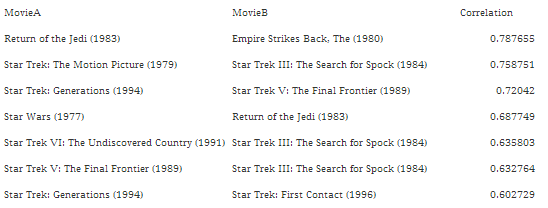 MovieA MovieB Correlation
Return of the Jedi (1983) Empire Strikes Back, The (1980) 0.787655
Star Trek: The Motion Picture (1979) Star Trek III: The Search for Spock (1984) 0.758751
Star Trek: Generations (1994) Star Trek V: The Final Frontier (1989) 0.72042
Star Wars (1977) Return of the Jedi (1983) 0.687749
Star Trek VI: The Undiscovered Country (1991) Star Trek III: The Search for Spock (1984) 0.635803
Star Trek V: The Final Frontier (1989) Star Trek III: The Search for Spock (1984) 0.632764
Star Trek: Generations (1994) Star Trek: First Contact (1996) 0.602729